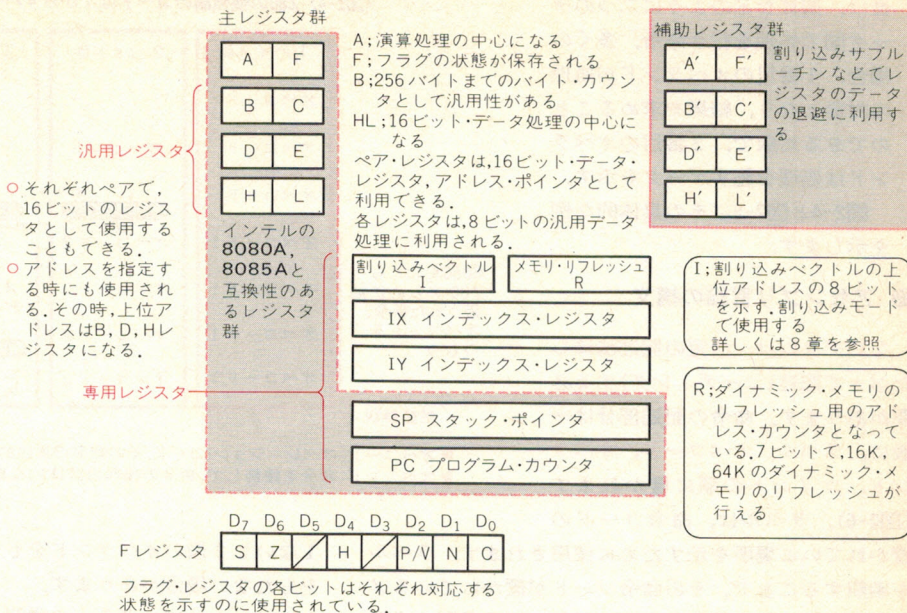 主レジスタ群
A F
B C
D E
H L
汎用レジスタ
○それぞれペアで,
16ビットのレジス
タとして使用する
こともできる.
○アドレスを指定す
る時にも使用され
る.その時,上位ア
ドレスはB, D, Hレ
ジスタになる.
専用レジスタ
インテルの
8080A,
8085Aと
互換性のあ
るレジスタ
群
A;演算処理の中心になる
F;フラグの状態が保存される
B;256バイトまでのバイト・カウン
タとして汎用性がある
HL;16ビット・データ処理の中心に
なる
ペア・レジスタは,16ビット・データ・
レジスタ,アドレス・ポインタとして
利用できる.
各レジスタは,8ビットの汎用データ
処理に利用される.
割り込みベクトル
I
メモリ・リフレッシュ
R
IX インデックス・レジスタ
IY インデックス・レジスタ
SP スタック・ポインタ
PC プログラム・カウンタ
補助レジスタ群
A′ F′
B′ C′
D′ E′
H′ L′
割り込みサブル
ーチンなどでレ
ジスタのデータ
の退避に利用す
る
I;割り込みベクトルの上
位アドレスの8ビット
を示す.割り込みモード
で使用する
詳しくは8章を参照
R;ダイナミック・メモリの
リフレッシュ用のアド
レス・カウンタとなって
いる.7ビットで,16K,
64Kのダイナミック・メ
モリのリフレッシュが
行える
D7 D6 D5 D4 D3 D2 D1 D0
Fレジスタ S Z H P/V N C
フラグ・レジスタの各ビットはそれぞれ対応する
状態を示すのに使用されている.